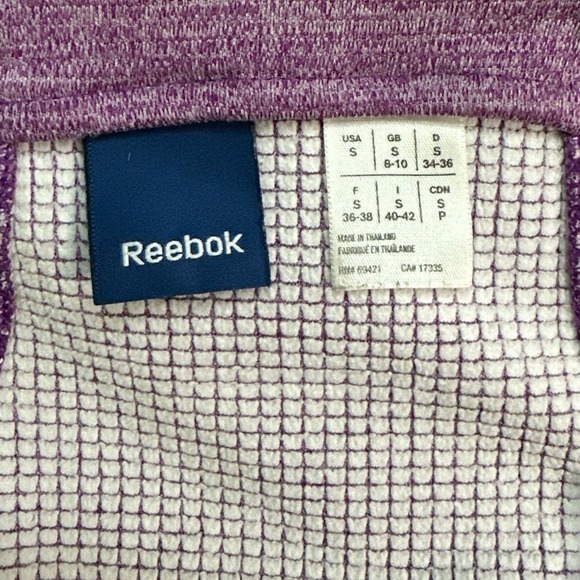 Reebok
USA GB D
S S S
8-10 34-36
F I CDN
S S S
36-38 40-42 P
MADE IN THAILAND
FABRIQUÉ EN THAÏLANDE
RN# 69421 CA# 17335